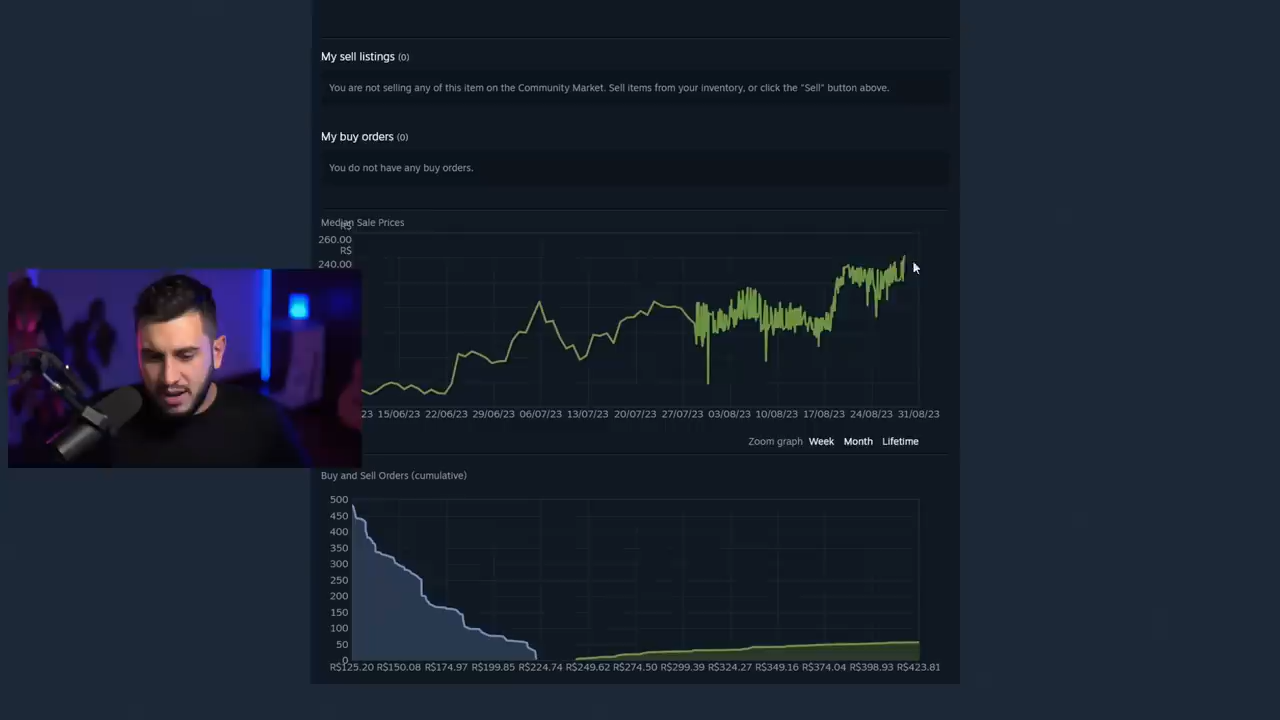 My sell listings (0)
You are not selling any of this item on the Community Market. Sell items from your inventory, or click the "Sell" button above.
My buy orders (0)
You do not have any buy orders.
Median Sale Prices
R$
260.00
R$
240.00
23 15/06/23 22/06/23 29/06/23 06/07/23 13/07/23 20/07/23 27/07/23 03/08/23 10/08/23 17/08/23 24/08/23 31/08/23
Zoom graph Week Month Lifetime
Buy and Sell Orders (cumulative)
500
450
400
350
300
250
200
150
100
50
0
R$125.20 R$150.08 R$174.97 R$199.85 R$224.74 R$249.62 R$274.50 R$299.39 R$324.27 R$349.16 R$374.04 R$398.93 R$423.81